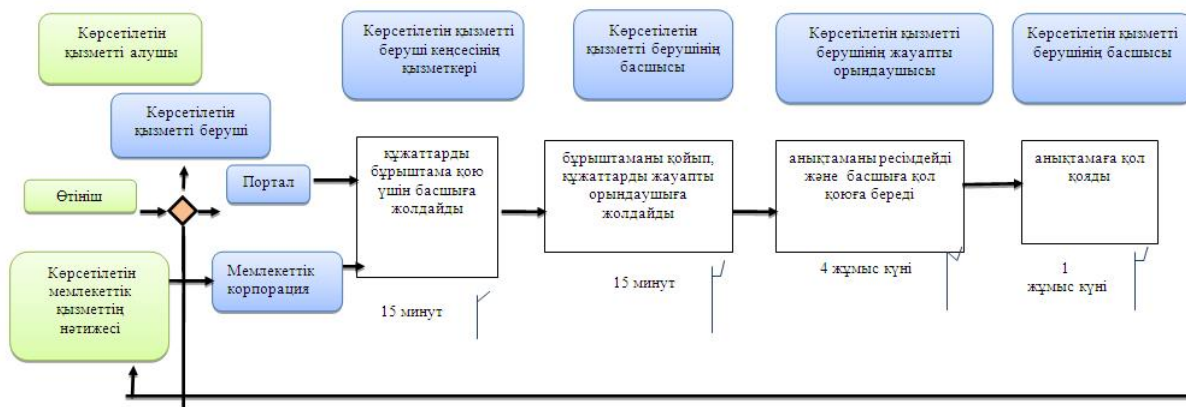 Көрсетілетін
қызметті алушы
Көрсетілетін қызметті
беруші кеңсесінің
қызметкері
Көрсетілетін
қызметті берушінің
басшысы
Көрсетілетін қызметті
берушінің жауапты
орындаушысы
Көрсетілетін қызметті
берушінің басшысы
Көрсетілетін
қызметті беруші
Өтініш
Портал
құжаттарды
бұрыштама қою
үшін басшыға
жолдайды
бұрыштаманы қойып,
құжаттарды жауапты
орындаушыға
жолдайды
анықтаманы ресімдейді
және басшыға қол
қоюға береді
анықтамаға қол
қояды
Көрсетілетін
мемлекеттік
қызметтің
нәтижесі
Мемлекеттік
корпорация
15 минут
15 минут
4 жұмыс күні
1
жұмыс күні